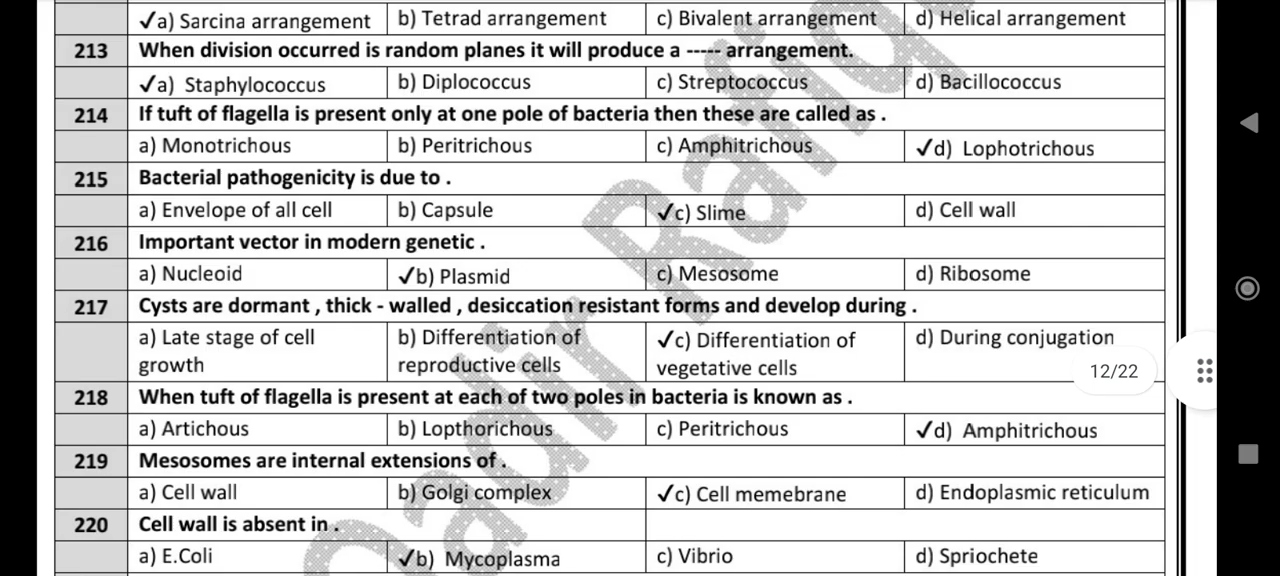 ✓a) Sarcina arrangement b) Tetrad arrangement c) Bivalent arrangement d) Helical arrangement
213 When division occurred is random planes it will produce a ----- arrangement.
✓a) Staphylococcus b) Diplococcus c) Streptococcus d) Bacillococcus
214 If tuft of flagella is present only at one pole of bacteria then these are called as .
a) Monotrichous b) Peritrichous c) Amphitrichous ✓d) Lophotrichous
215 Bacterial pathogenicity is due to .
a) Envelope of all cell b) Capsule ✓c) Slime d) Cell wall
216 Important vector in modern genetic .
a) Nucleoid ✓b) Plasmid c) Mesosome d) Ribosome
217 Cysts are dormant , thick - walled , desiccation resistant forms and develop during .
a) Late stage of cell b) Differentiation of ✓c) Differentiation of d) During conjugation
growth reproductive cells vegetative cells
12/22
218 When tuft of flagella is present at each of two poles in bacteria is known as .
a) Artichous b) Lopthorichous c) Peritrichous ✓d) Amphitrichous
219 Mesosomes are internal extensions of .
a) Cell wall b) Golgi complex ✓c) Cell memebrane d) Endoplasmic reticulum
220 Cell wall is absent in .
a) E.Coli ✓b) Mycoplasma c) Vibrio d) Spriochete